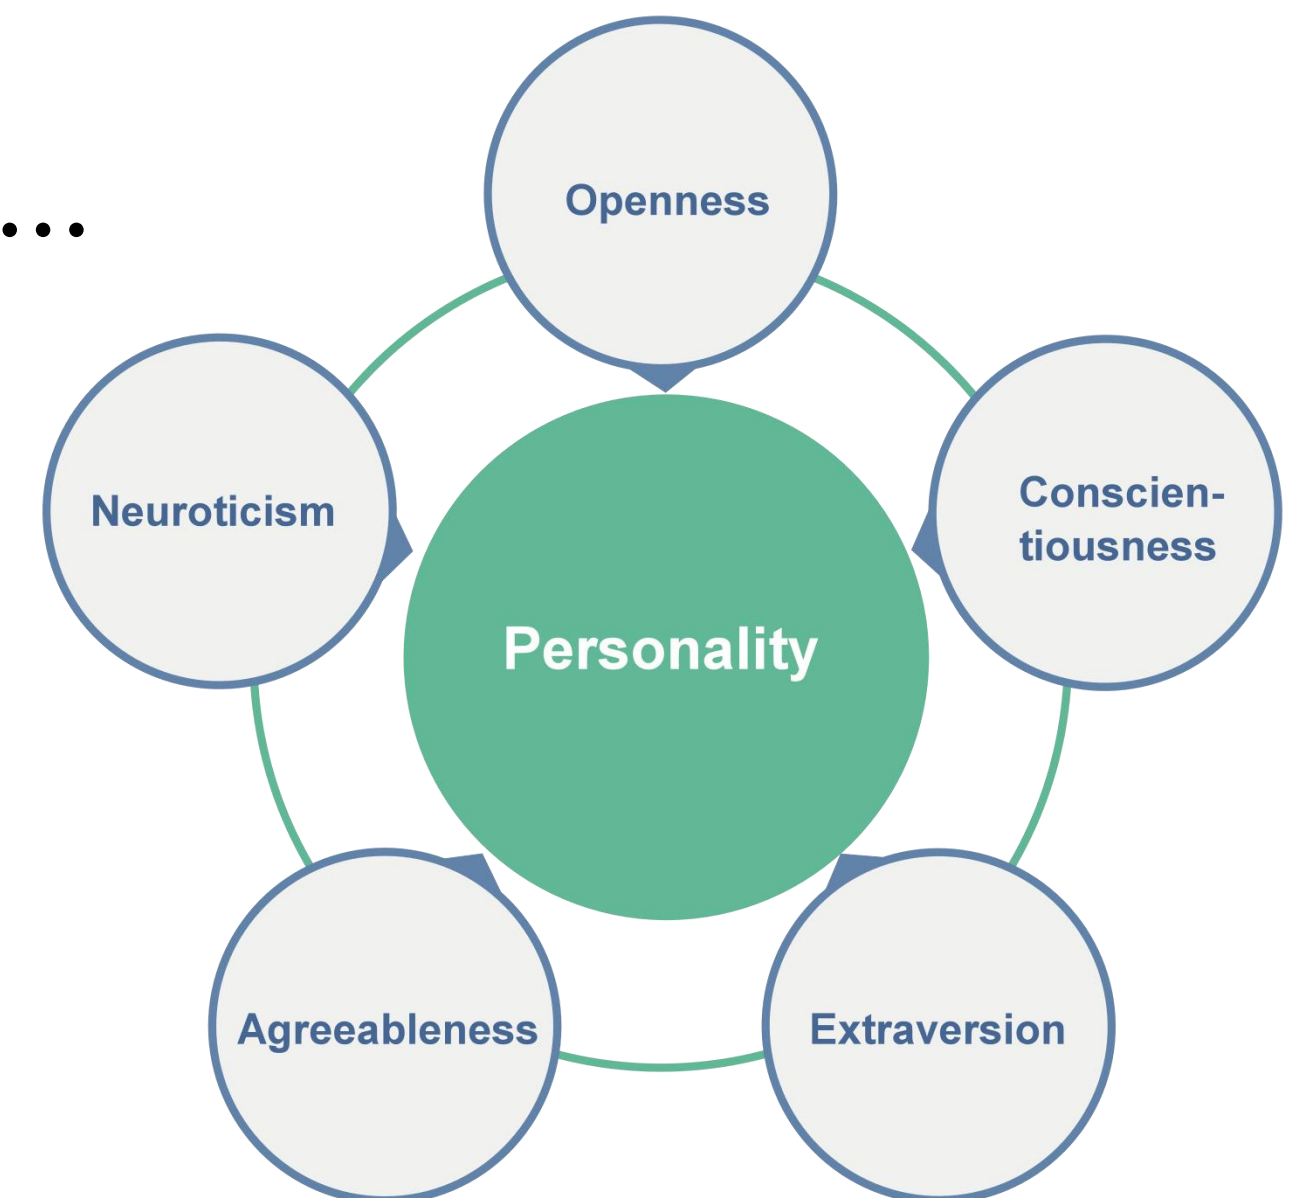 ...
Openness
Neuroticism
Conscien-
tiousness
Personality
Agreeableness
Extraversion